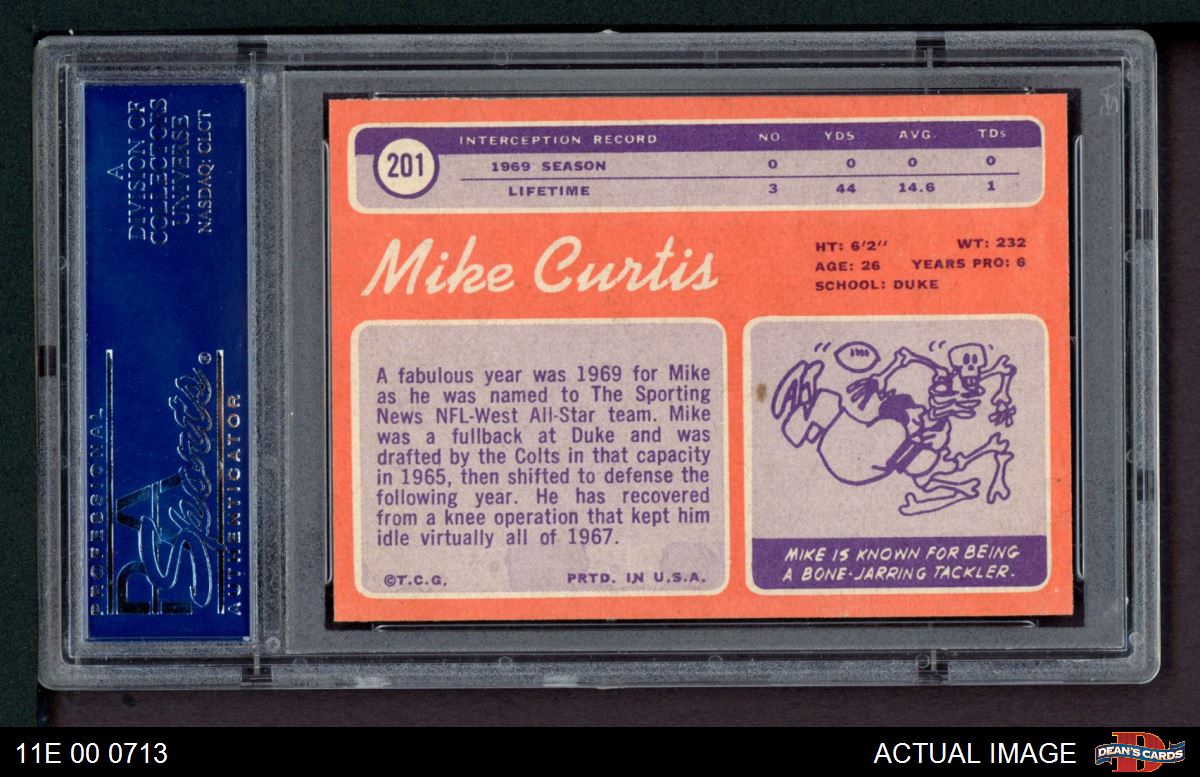 A
DIVISION OF
COLLECTORS
UNIVERSE
NASDAQ: CLCT
PROFESSIONAL
PSA
Sports®
AUTHENTICATOR
201
INTERCEPTION RECORD NO YDS. AVG. TDs
1969 SEASON 0 0 0 0
LIFETIME 3 44 14.6 1
Mike Curtis
HT: 6'2'' WT: 232
AGE: 26 YEARS PRO: 6
SCHOOL: DUKE
A fabulous year was 1969 for Mike
as he was named to The Sporting
News NFL-West All-Star team. Mike
was a fullback at Duke and was
drafted by the Colts in that capacity
in 1965, then shifted to defense the
following year. He has recovered
from a knee operation that kept him
idle virtually all of 1967.
©T.C.G. PRTD. IN U.S.A.
MIKE IS KNOWN FOR BEING
A BONE-JARRING TACKLER.
11E 00 0713
ACTUAL IMAGE
DEAN'S CARDS